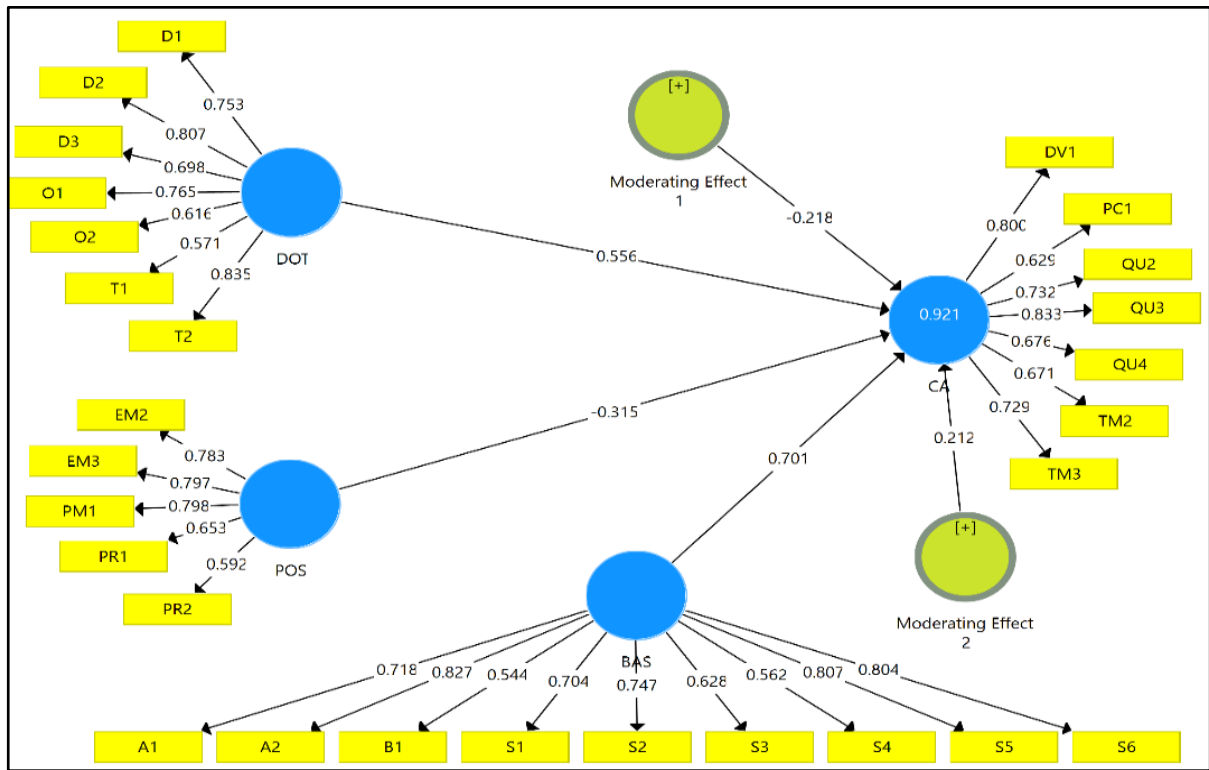 D1
D2
D3
O1
O2
T1
T2
0.753
0.807
0.698
0.765
0.616
0.571
0.835
DOT
[+]
Moderating Effect
1
-0.218
0.556
DV1
PC1
QU2
QU3
QU4
TM2
TM3
0.800
0.629
0.732
0.833
0.676
0.671
0.729
0.921
CA
EM2
EM3
PM1
PR1
PR2
0.783
0.797
0.798
0.653
0.592
POS
-0.315
0.701
0.212
[+]
Moderating Effect
2
BAS
0.718
0.827
0.544
0.704
0.747
0.628
0.562
0.807
0.804
A1
A2
B1
S1
S2
S3
S4
S5
S6